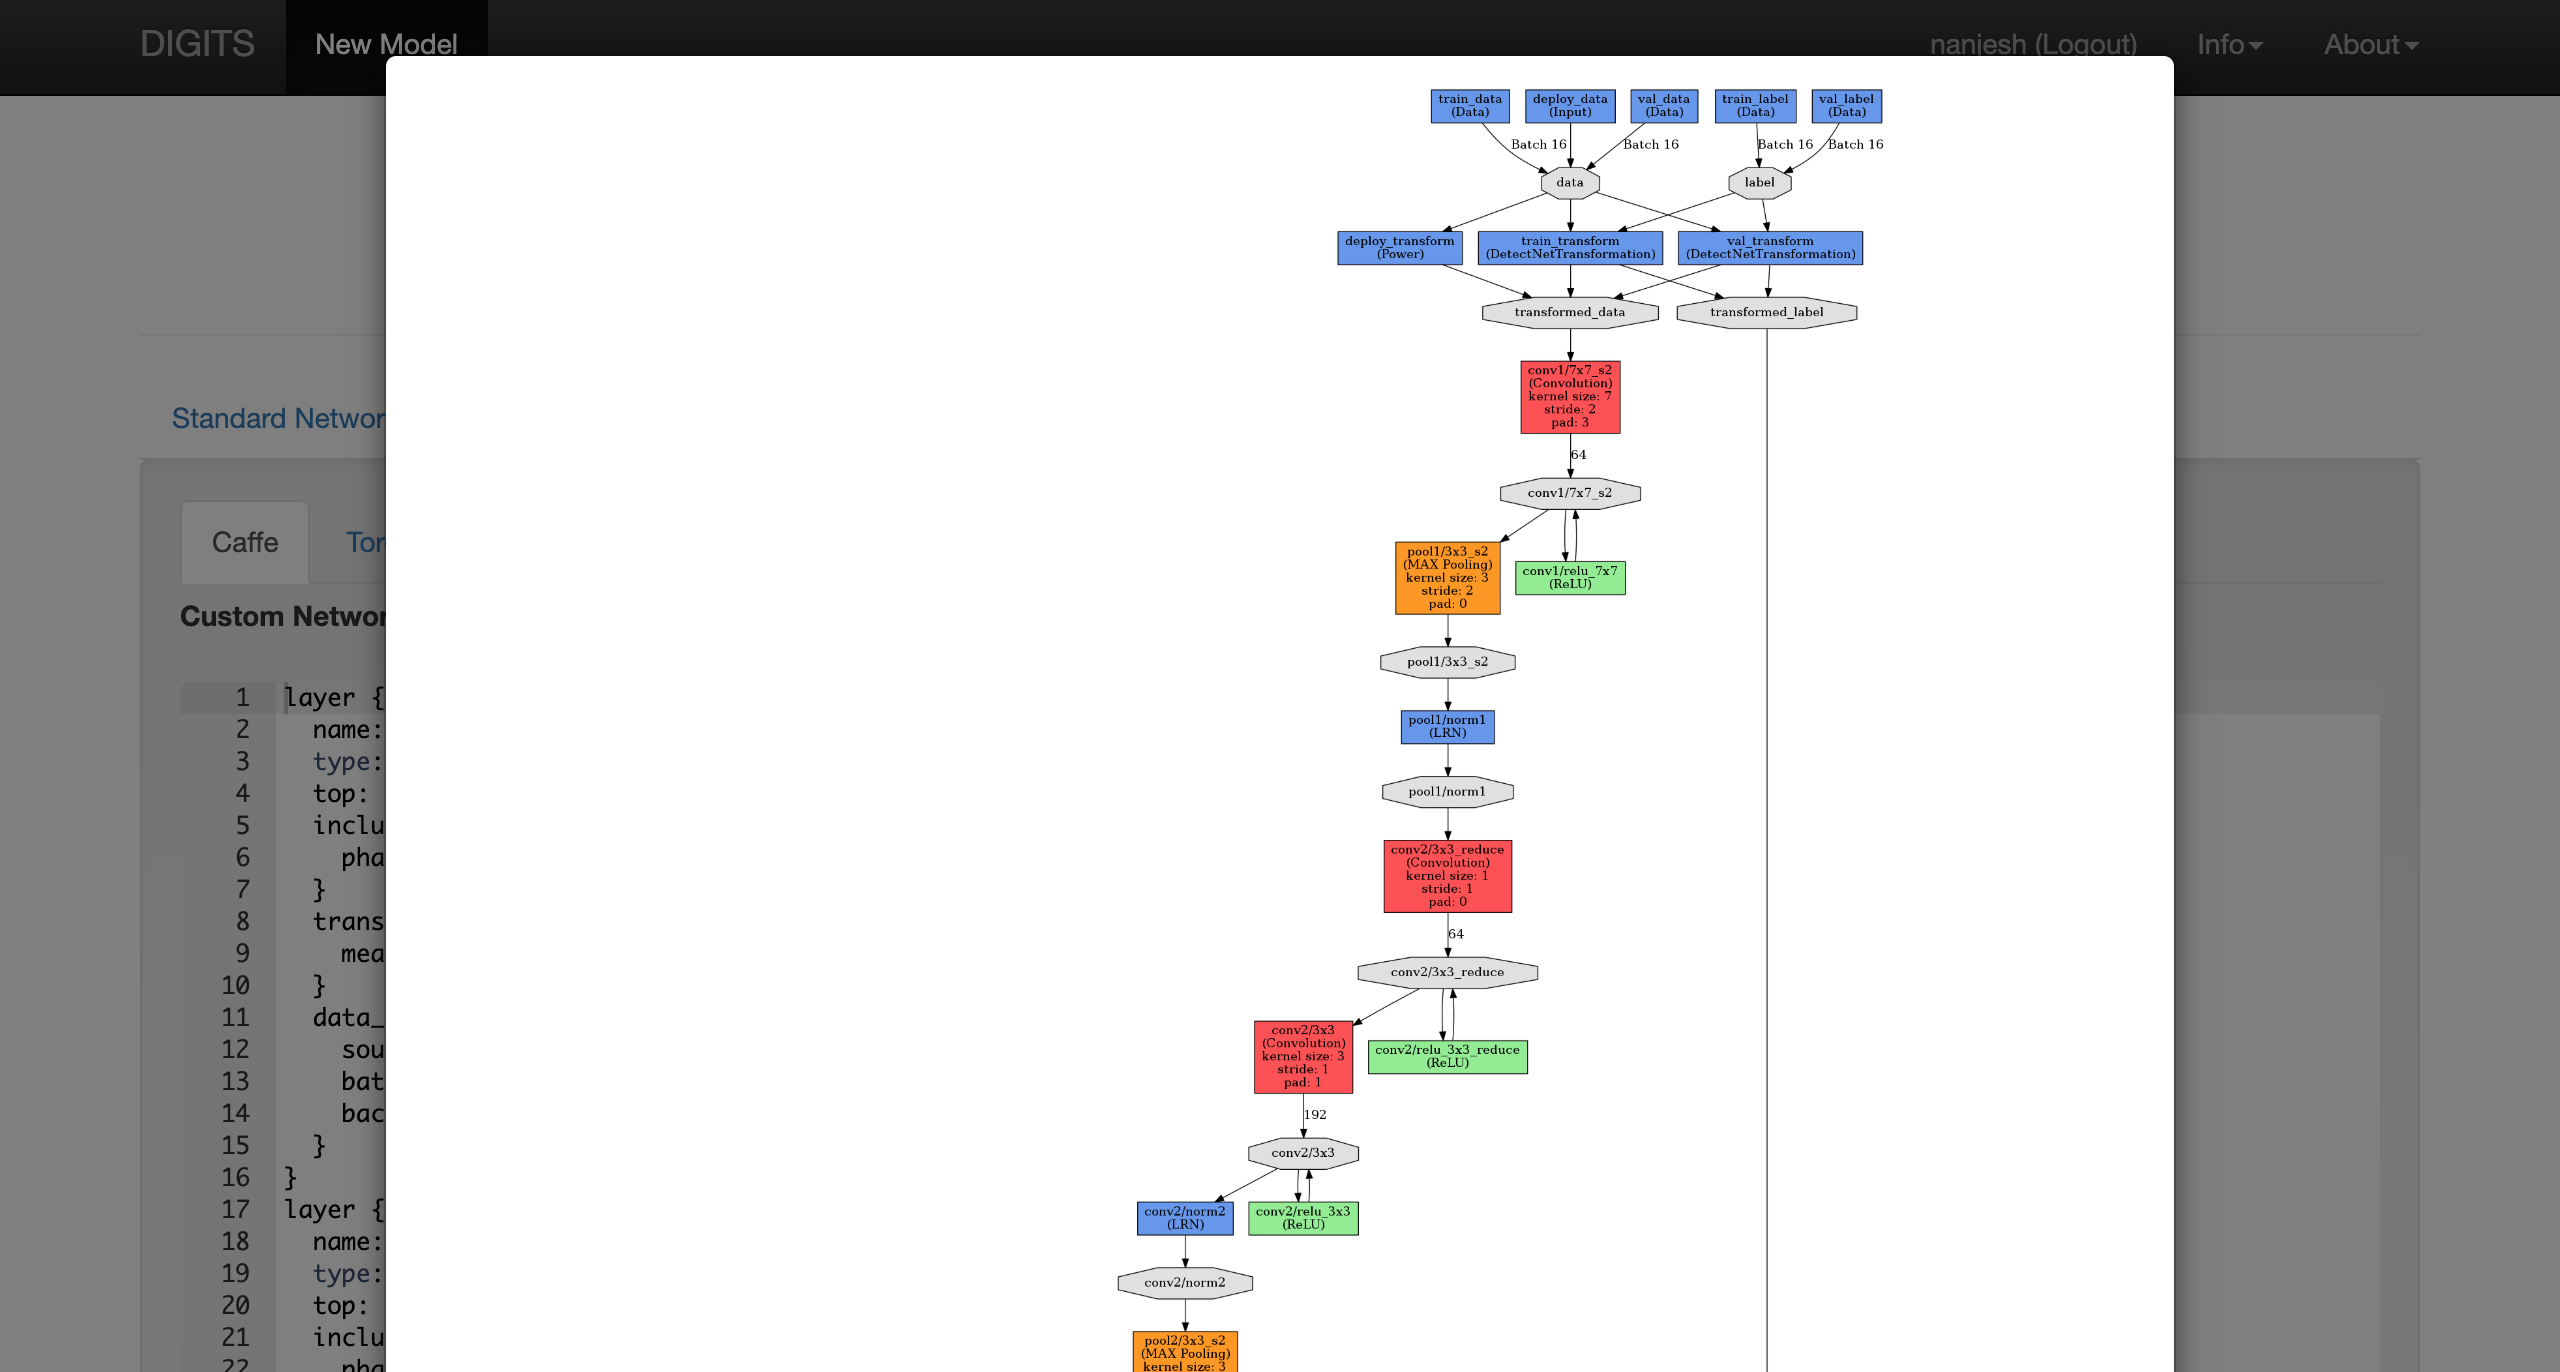 DIGITS
New Model
nanjesh (Logout)
Info
About
train_data
(Data)
deploy_data
(Input)
val_data
(Data)
train_label
(Data)
val_label
(Data)
Batch 16
Batch 16
Batch 16
Batch 16
data
label
deploy_transform
(Power)
train_transform
(DetectNetTransformation)
val_transform
(DetectNetTransformation)
transformed_data
transformed_label
conv1/7x7_s2
(Convolution)
kernel size: 7
stride: 2
pad: 3
64
conv1/7x7_s2
pool1/3x3_s2
(MAX Pooling)
kernel size: 3
stride: 2
pad: 0
conv1/relu_7x7
(ReLU)
pool1/3x3_s2
pool1/norm1
(LRN)
pool1/norm1
conv2/3x3_reduce
(Convolution)
kernel size: 1
stride: 1
pad: 0
64
conv2/3x3_reduce
conv2/3x3
(Convolution)
kernel size: 3
stride: 1
pad: 1
conv2/relu_3x3_reduce
(ReLU)
192
conv2/3x3
conv2/norm2
(LRN)
conv2/relu_3x3
(ReLU)
conv2/norm2
pool2/3x3_s2
(MAX Pooling)
kernel size: 3
Standard Networ
Caffe
Tor
Custom Networ
1 layer {
2 name:
3 type:
4 top:
5 inclu
6 pha
7 }
8 trans
9 mea
10 }
11 data_
12 sou
13 bat
14 bac
15 }
16 }
17 layer {
18 name:
19 type:
20 top:
21 inclu
22 pha